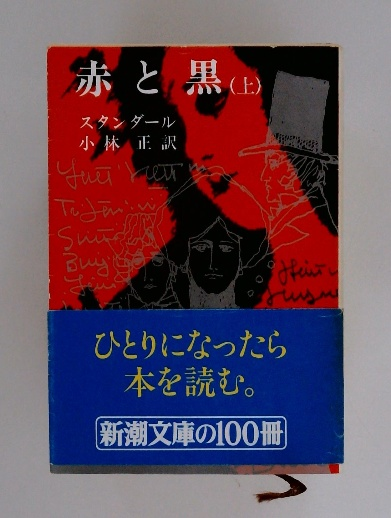 赤と黒(上)
スタンダール
小林 正 訳
ひとりになったら
本を読む。
新潮文庫の100冊